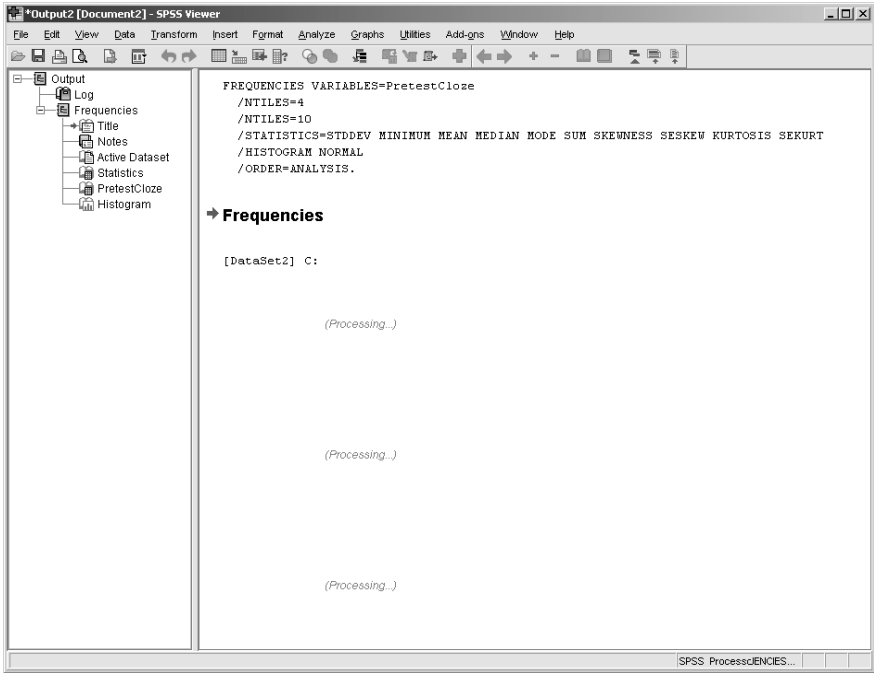 *Output2 [Document2] - SPSS Viewer
File Edit View Data Transform Insert Format Analyze Graphs Utilities Add-ons Window Help
Output
Log
Frequencies
Title
Notes
Active Dataset
Statistics
PretestCloze
Histogram
FREQUENCIES VARIABLES=PretestCloze
/NTILES=4
/NTILES=10
/STATISTICS=STDDEV MINIMUM MEAN MEDIAN MODE SUM SKEWNESS SESKEW KURTOSIS SEKURT
/HISTOGRAM NORMAL
/ORDER=ANALYSIS.
Frequencies
[DataSet2] C:
(Processing...)
(Processing...)
(Processing...)
SPSS ProcesscJENCIES...